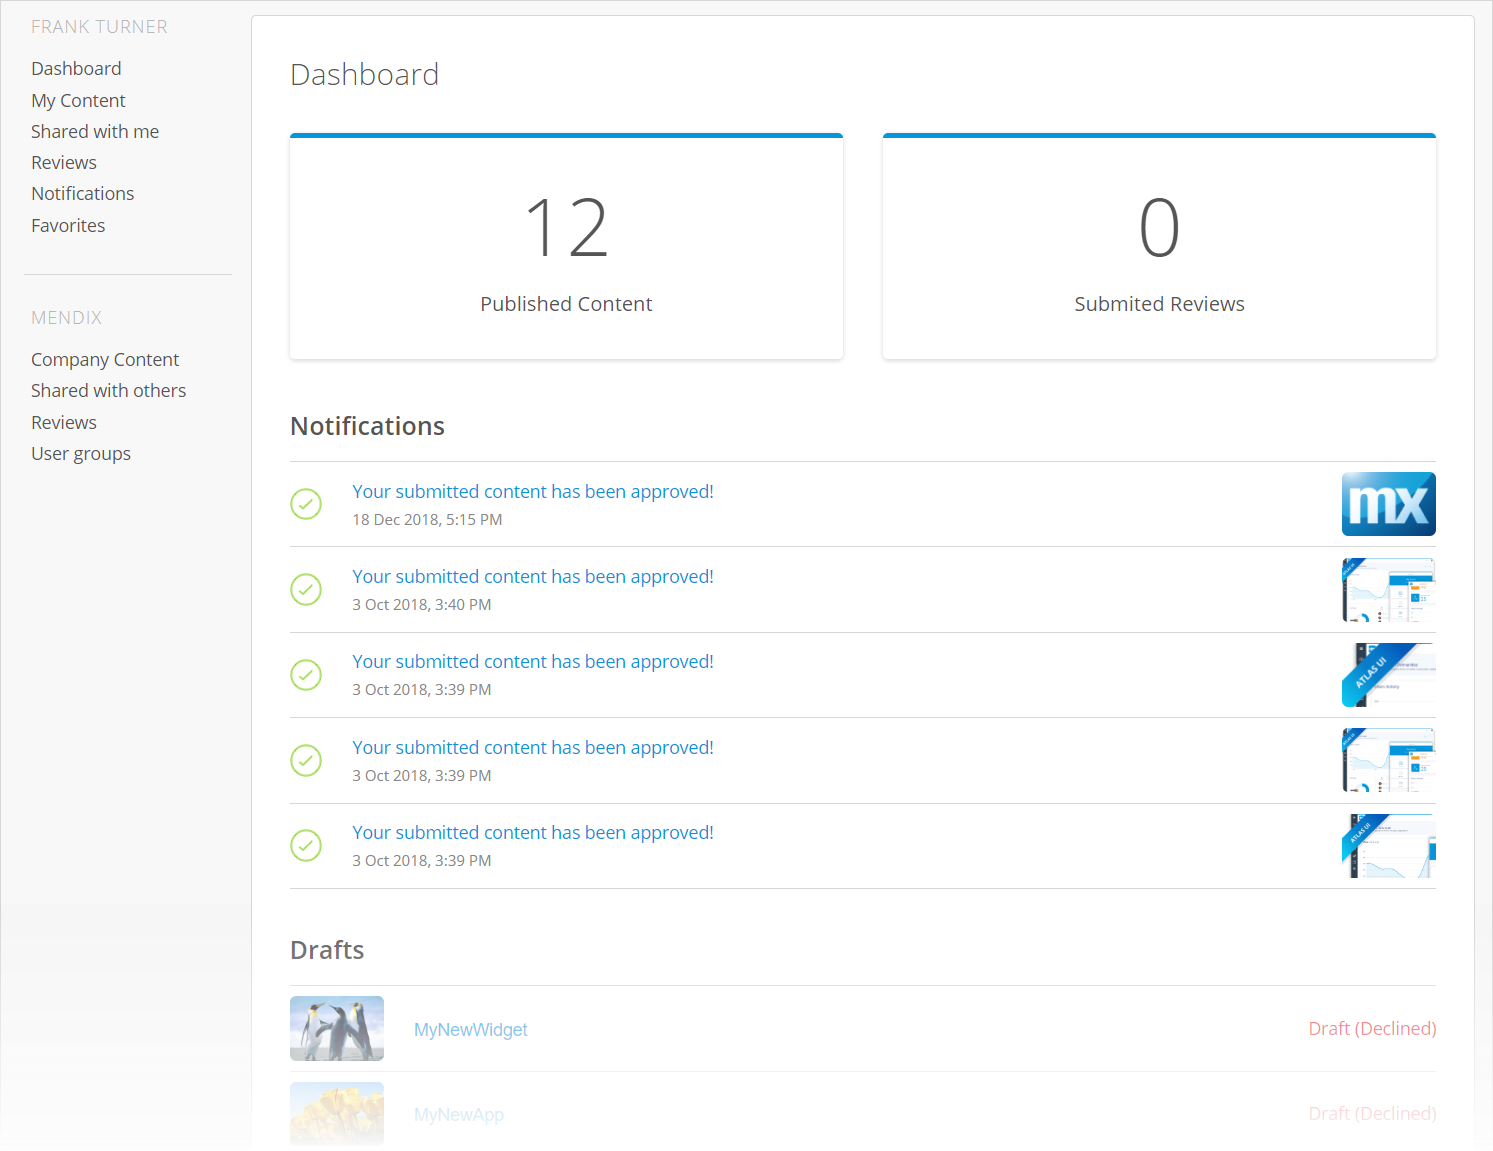 FRANK TURNER
Dashboard
My Content
Shared with me
Reviews
Notifications
Favorites
MENDIX
Company Content
Shared with others
Reviews
User groups
Dashboard
12
Published Content
0
Submited Reviews
Notifications
Your submitted content has been approved!
18 Dec 2018, 5:15 PM
mx
Your submitted content has been approved!
3 Oct 2018, 3:40 PM
ATLAS UI
Your submitted content has been approved!
3 Oct 2018, 3:39 PM
ATLAS UI
Your submitted content has been approved!
3 Oct 2018, 3:39 PM
ATLAS UI
Your submitted content has been approved!
3 Oct 2018, 3:39 PM
ATLAS UI
Drafts
MyNewWidget
Draft (Declined)
MyNewApp
Draft (Declined)